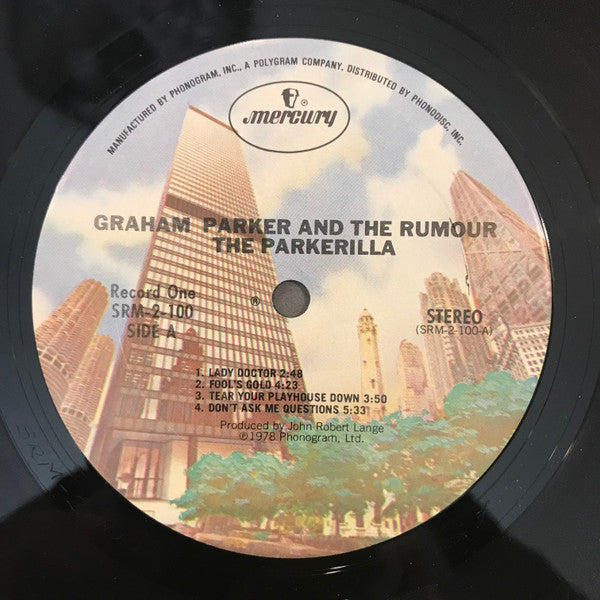 MANUFACTURED BY PHONOGRAM, INC., A POLYGRAM COMPANY. DISTRIBUTED BY PHONODISC, INC.
mercury ®
GRAHAM PARKER AND THE RUMOUR
THE PARKERILLA
Record One
SRM-2-100
SIDE A
®
STEREO
(SRM-2-100-A)
1. LADY DOCTOR 2:48
2. FOOL'S GOLD 4:23
3. TEAR YOUR PLAYHOUSE DOWN 3:50
4. DON'T ASK ME QUESTIONS 5:33
Produced by John Robert Lange
℗1978 Phonogram, Ltd.
SRM